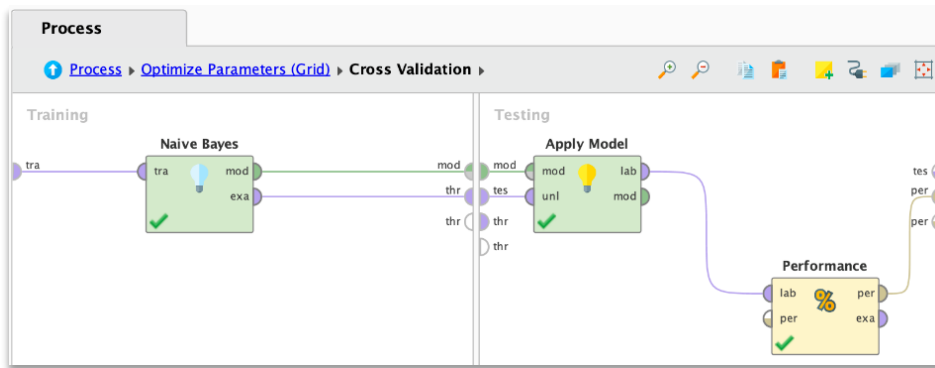 Process
Process ▸ Optimize Parameters (Grid) ▸ Cross Validation ▸
Training
Testing
Naive Bayes
Apply Model
tra
tra
mod
exa
mod
thr
thr
mod
tes
thr
thr
mod
unl
lab
mod
tes
per
per
Performance
lab
per
%
per
exa